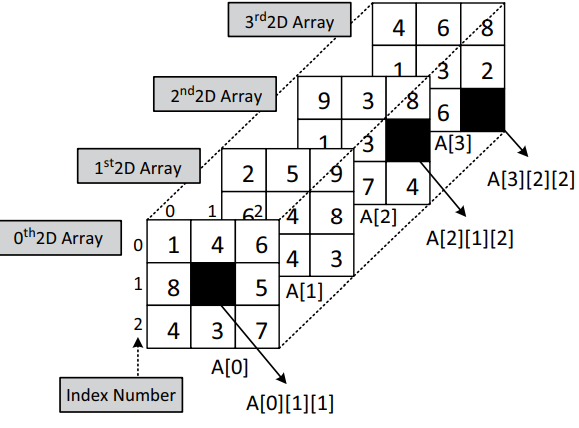 3rd2D Array
4 6 8
1 3 2
6
A[3]
A[3][2][2]
2nd2D Array
9 3 8
1 3
7 4
A[2]
A[2][1][2]
1st2D Array
2 5 9
6 4 8
4 3
A[1]
0th2D Array
0 1 2
0 1 4 6
1 8 5
2 4 3 7
A[0]
A[0][1][1]
Index Number